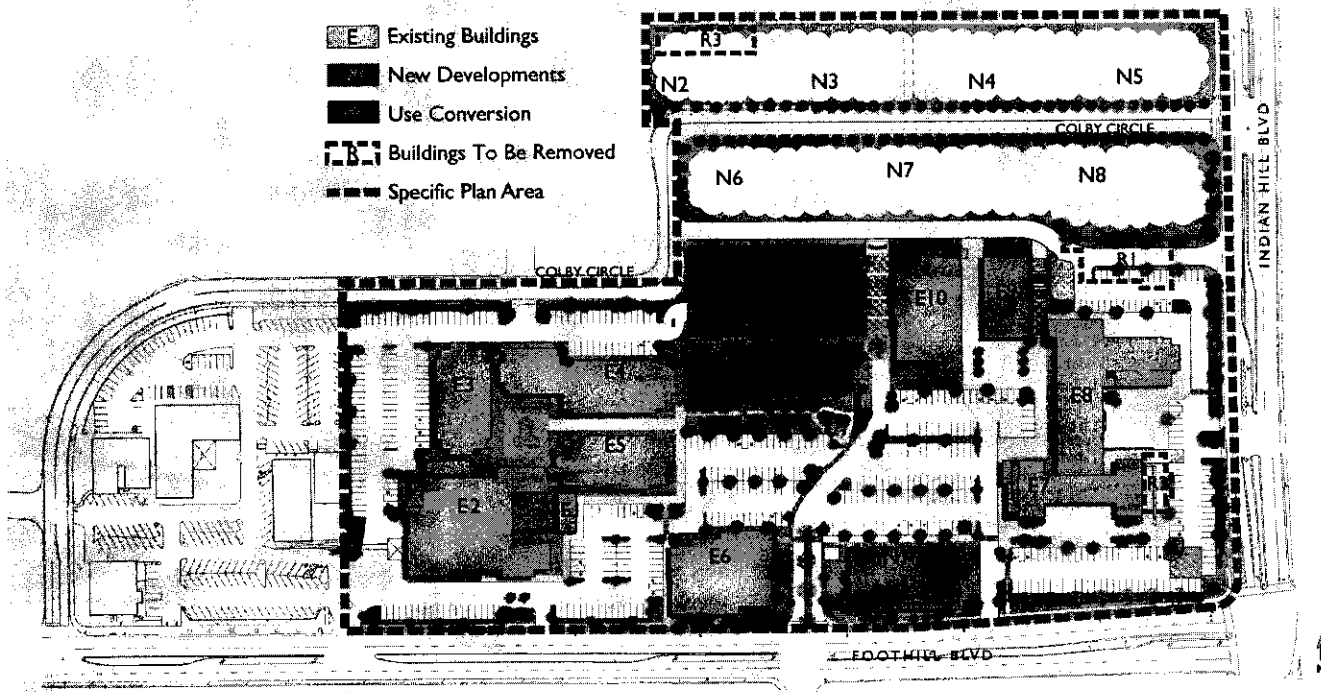 E Existing Buildings
New Developments
Use Conversion
R Buildings To Be Removed
Specific Plan Area
R3
N2 N3 N4 N5
COLBY CIRCLE
N6 N7 N8
INDIAN HILL BLVD
R1
COLBY CIRCLE
E10
E3 E4
E8
E5
E7
E2
E6
FOOTHILL BLVD